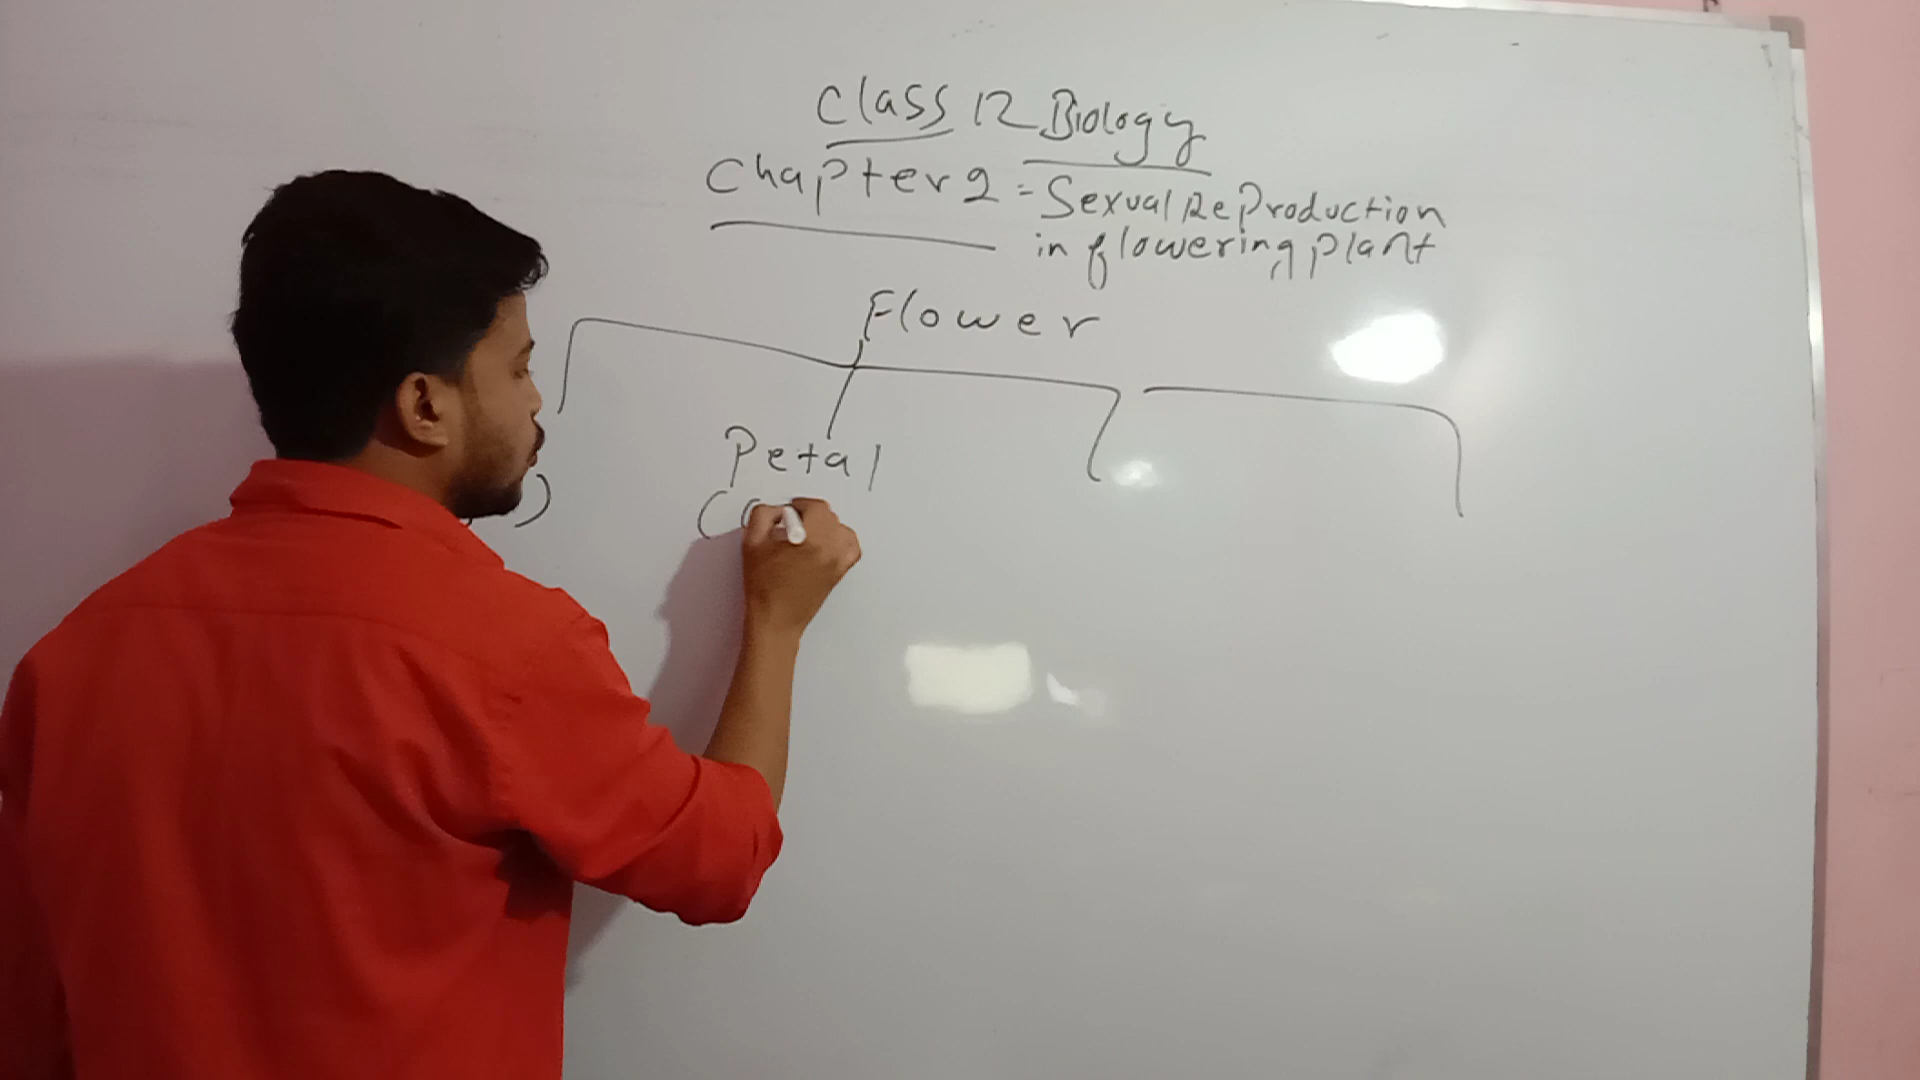 Class 12 Biology
Chapter 2 = Sexual Reproduction
in flowering plant
Flower
Petal